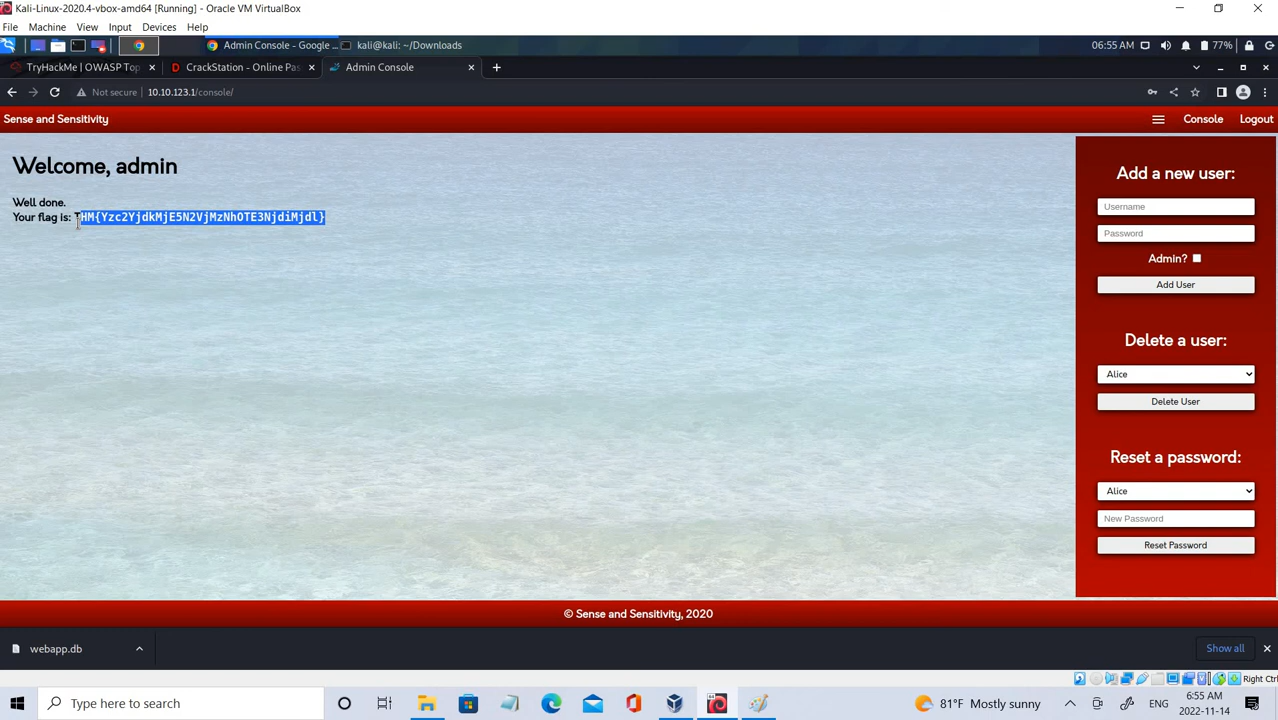 Kali-Linux-2020.4-vbox-amd64 [Running] - Oracle VM VirtualBox
File Machine View Input Devices Help
Admin Console - Google ... kali@kali: ~/Downloads 06:55 AM 77%
TryHackMe | OWASP Top CrackStation - Online Pas Admin Console
Not secure 10.10.123.1/console/
Sense and Sensitivity Console Logout
Welcome, admin
Well done.
Your flag is: THM{Yzc2YjdkMjE5N2VjMzNhOTE3NjdiMjdl}
Add a new user:
Username
Password
Admin?
Add User
Delete a user:
Alice
Delete User
Reset a password:
Alice
New Password
Reset Password
© Sense and Sensitivity, 2020
webapp.db Show all
Right Ctrl
Type here to search 81°F Mostly sunny ENG 6:55 AM
2022-11-14